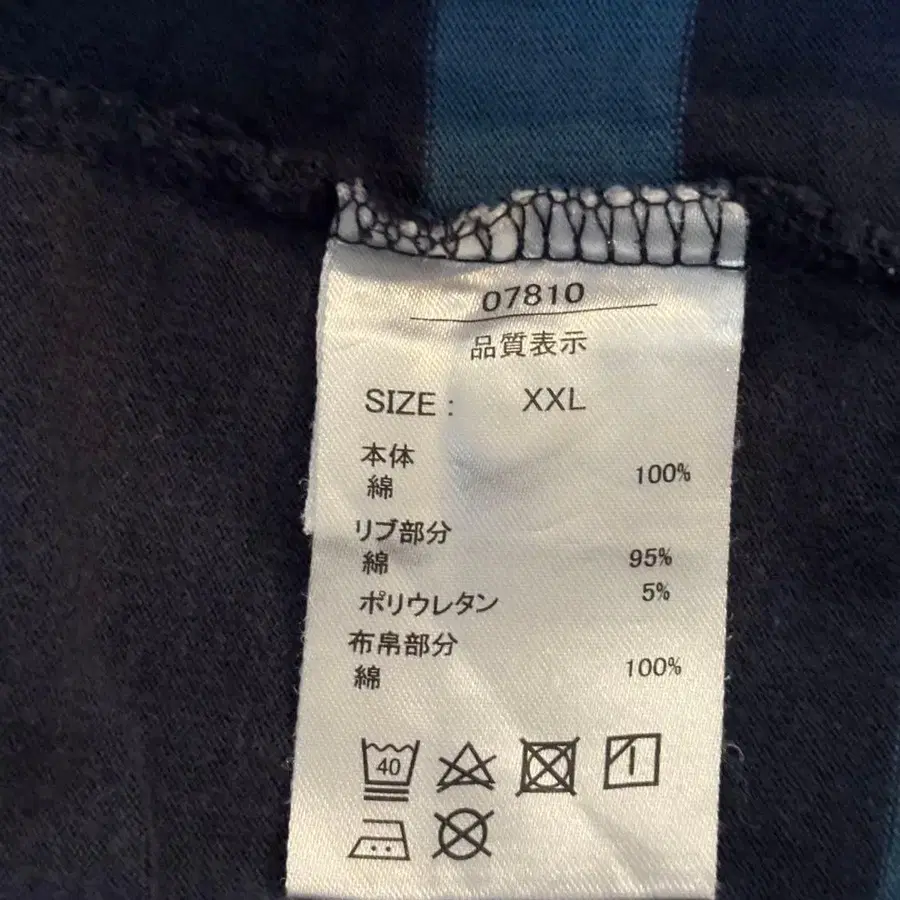 07810
品質表示
SIZE : XXL
本体
綿 100%
リブ部分
綿 95%
ポリウレタン 5%
布帛部分
綿 100%
40